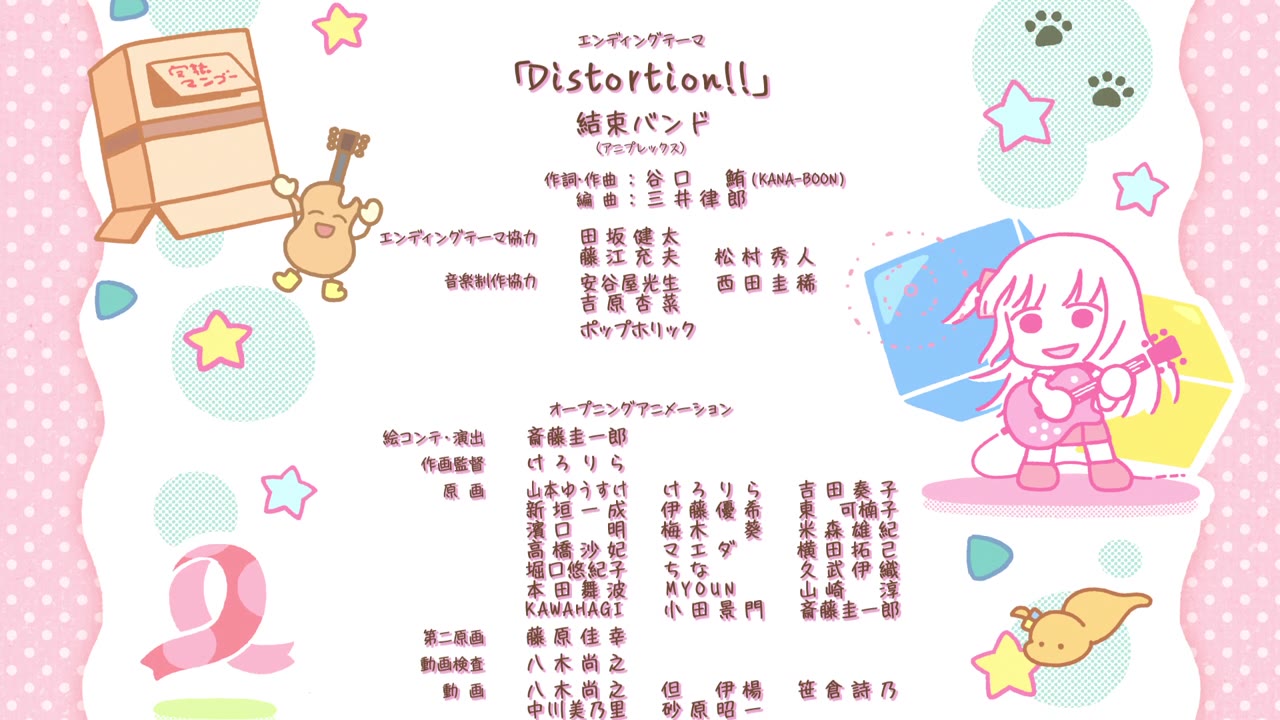 完熟
マンゴー
エンディングテーマ
「Distortion!!」
結束バンド
(アニプレックス)
作詞・作曲 : 谷口 鮪 (KANA-BOON)
編曲 : 三井律郎
エンディングテーマ協力 田坂健太
藤江充夫 松村秀人
音楽制作協力 安谷屋光生 西田圭稀
吉原杏菜
ポップホリック
オープニングアニメーション
絵コンテ・演出 斎藤圭一郎
作画監督 けろりら
原画 山本ゆうすけ けろりら 吉田奏子
新垣一成 伊藤優希 東 可楠子
濱口 明 梅木 葵 米森雄紀
高橋沙妃 マエダ 横田拓己
堀口悠紀子 ちな 久武伊織
本田舞波 MYOUN 山崎 淳
KAWAHAGI 小田景門 斎藤圭一郎
第二原画 藤原佳幸
動画検査 八木尚之
動画 八木尚之 但 伊楊 笹倉詩乃
中川美乃里 砂原昭一